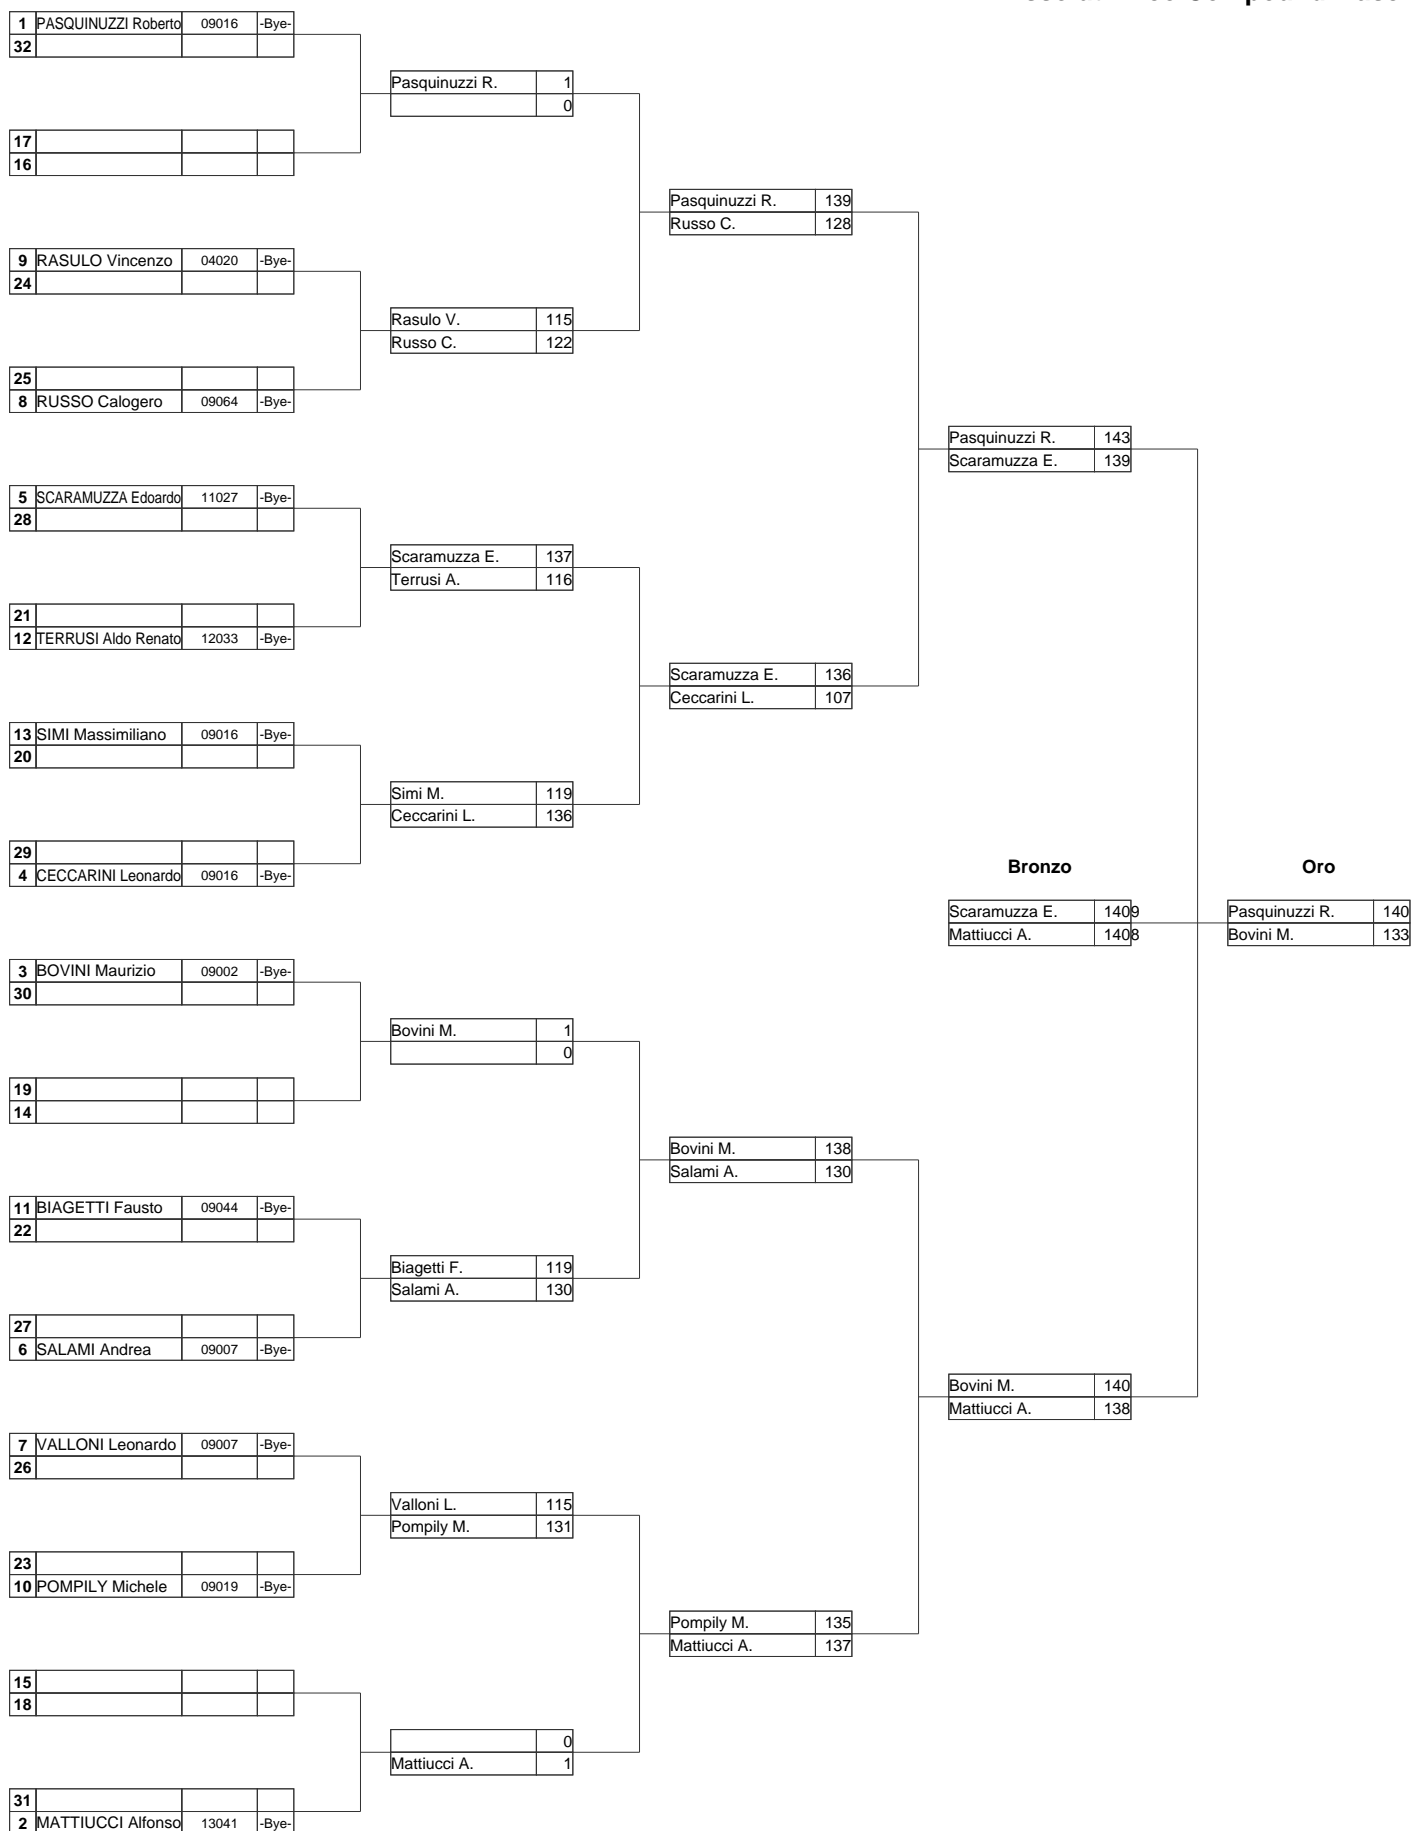 1 PASQUINUZZI Roberto 09016 -Bye-
32
Pasquinuzzi R. 1
0
17
16
Pasquinuzzi R. 139
Russo C. 128
9 RASULO Vincenzo 04020 -Bye-
24
Rasulo V. 115
Russo C. 122
25
8 RUSSO Calogero 09064 -Bye-
Pasquinuzzi R. 143
Scaramuzza E. 139
5 SCARAMUZZA Edoardo 11027 -Bye-
28
Scaramuzza E. 137
Terrusi A. 116
21
12 TERRUSI Aldo Renato 12033 -Bye-
Scaramuzza E. 136
Ceccarini L. 107
13 SIMI Massimiliano 09016 -Bye-
20
Simi M. 119
Ceccarini L. 136
29
4 CECCARINI Leonardo 09016 -Bye-
Bronzo Oro
Scaramuzza E. 1409 Pasquinuzzi R. 140
Mattiucci A. 1408 Bovini M. 133
3 BOVINI Maurizio 09002 -Bye-
30
Bovini M. 1
0
19
14
Bovini M. 138
Salami A. 130
11 BIAGETTI Fausto 09044 -Bye-
22
Biagetti F. 119
Salami A. 130
27
6 SALAMI Andrea 09007 -Bye-
Bovini M. 140
Mattiucci A. 138
7 VALLONI Leonardo 09007 -Bye-
26
Valloni L. 115
Pompily M. 131
23
10 POMPILY Michele 09019 -Bye-
Pompily M. 135
Mattiucci A. 137
15
18
0
Mattiucci A. 1
31
2 MATTIUCCI Alfonso 13041 -Bye-